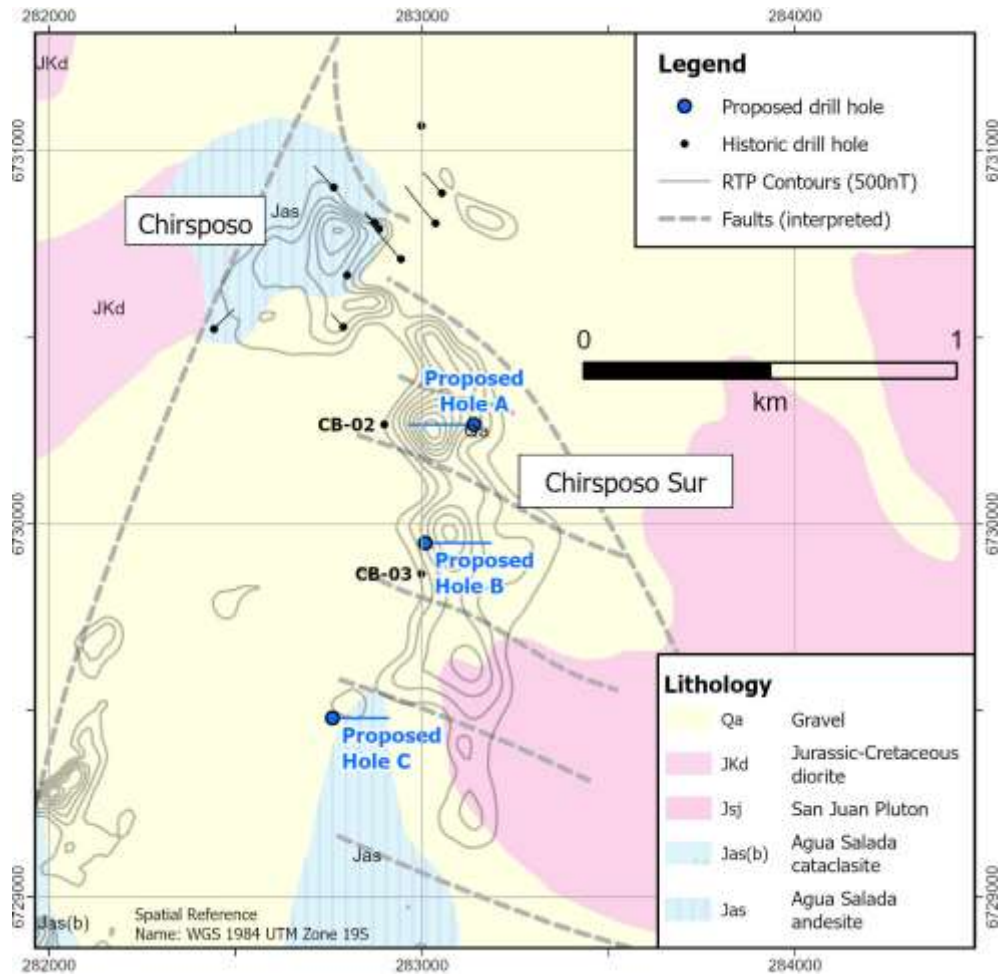 282000
283000
284000
JKd
Legend
Proposed drill hole
Historic drill hole
RTP Contours (500nT)
Faults (interpreted)
6731000
6731000
Jas
Chirsposo
JKd
0
1
km
Proposed
Hole A
CB-02
Qa
Chirsposo Sur
6730000
6730000
Proposed
Hole B
CB-03
Proposed
Hole C
Lithology
Qa
Gravel
JKd
Jurassic-Cretaceous
diorite
Jsj
San Juan Pluton
Jas(b)
Agua Salada
cataclasite
Jas
Agua Salada
andesite
Jas
6729000
6729000
Jas(b)
Spatial Reference
Name: WGS 1984 UTM Zone 19S
282000
283000
284000